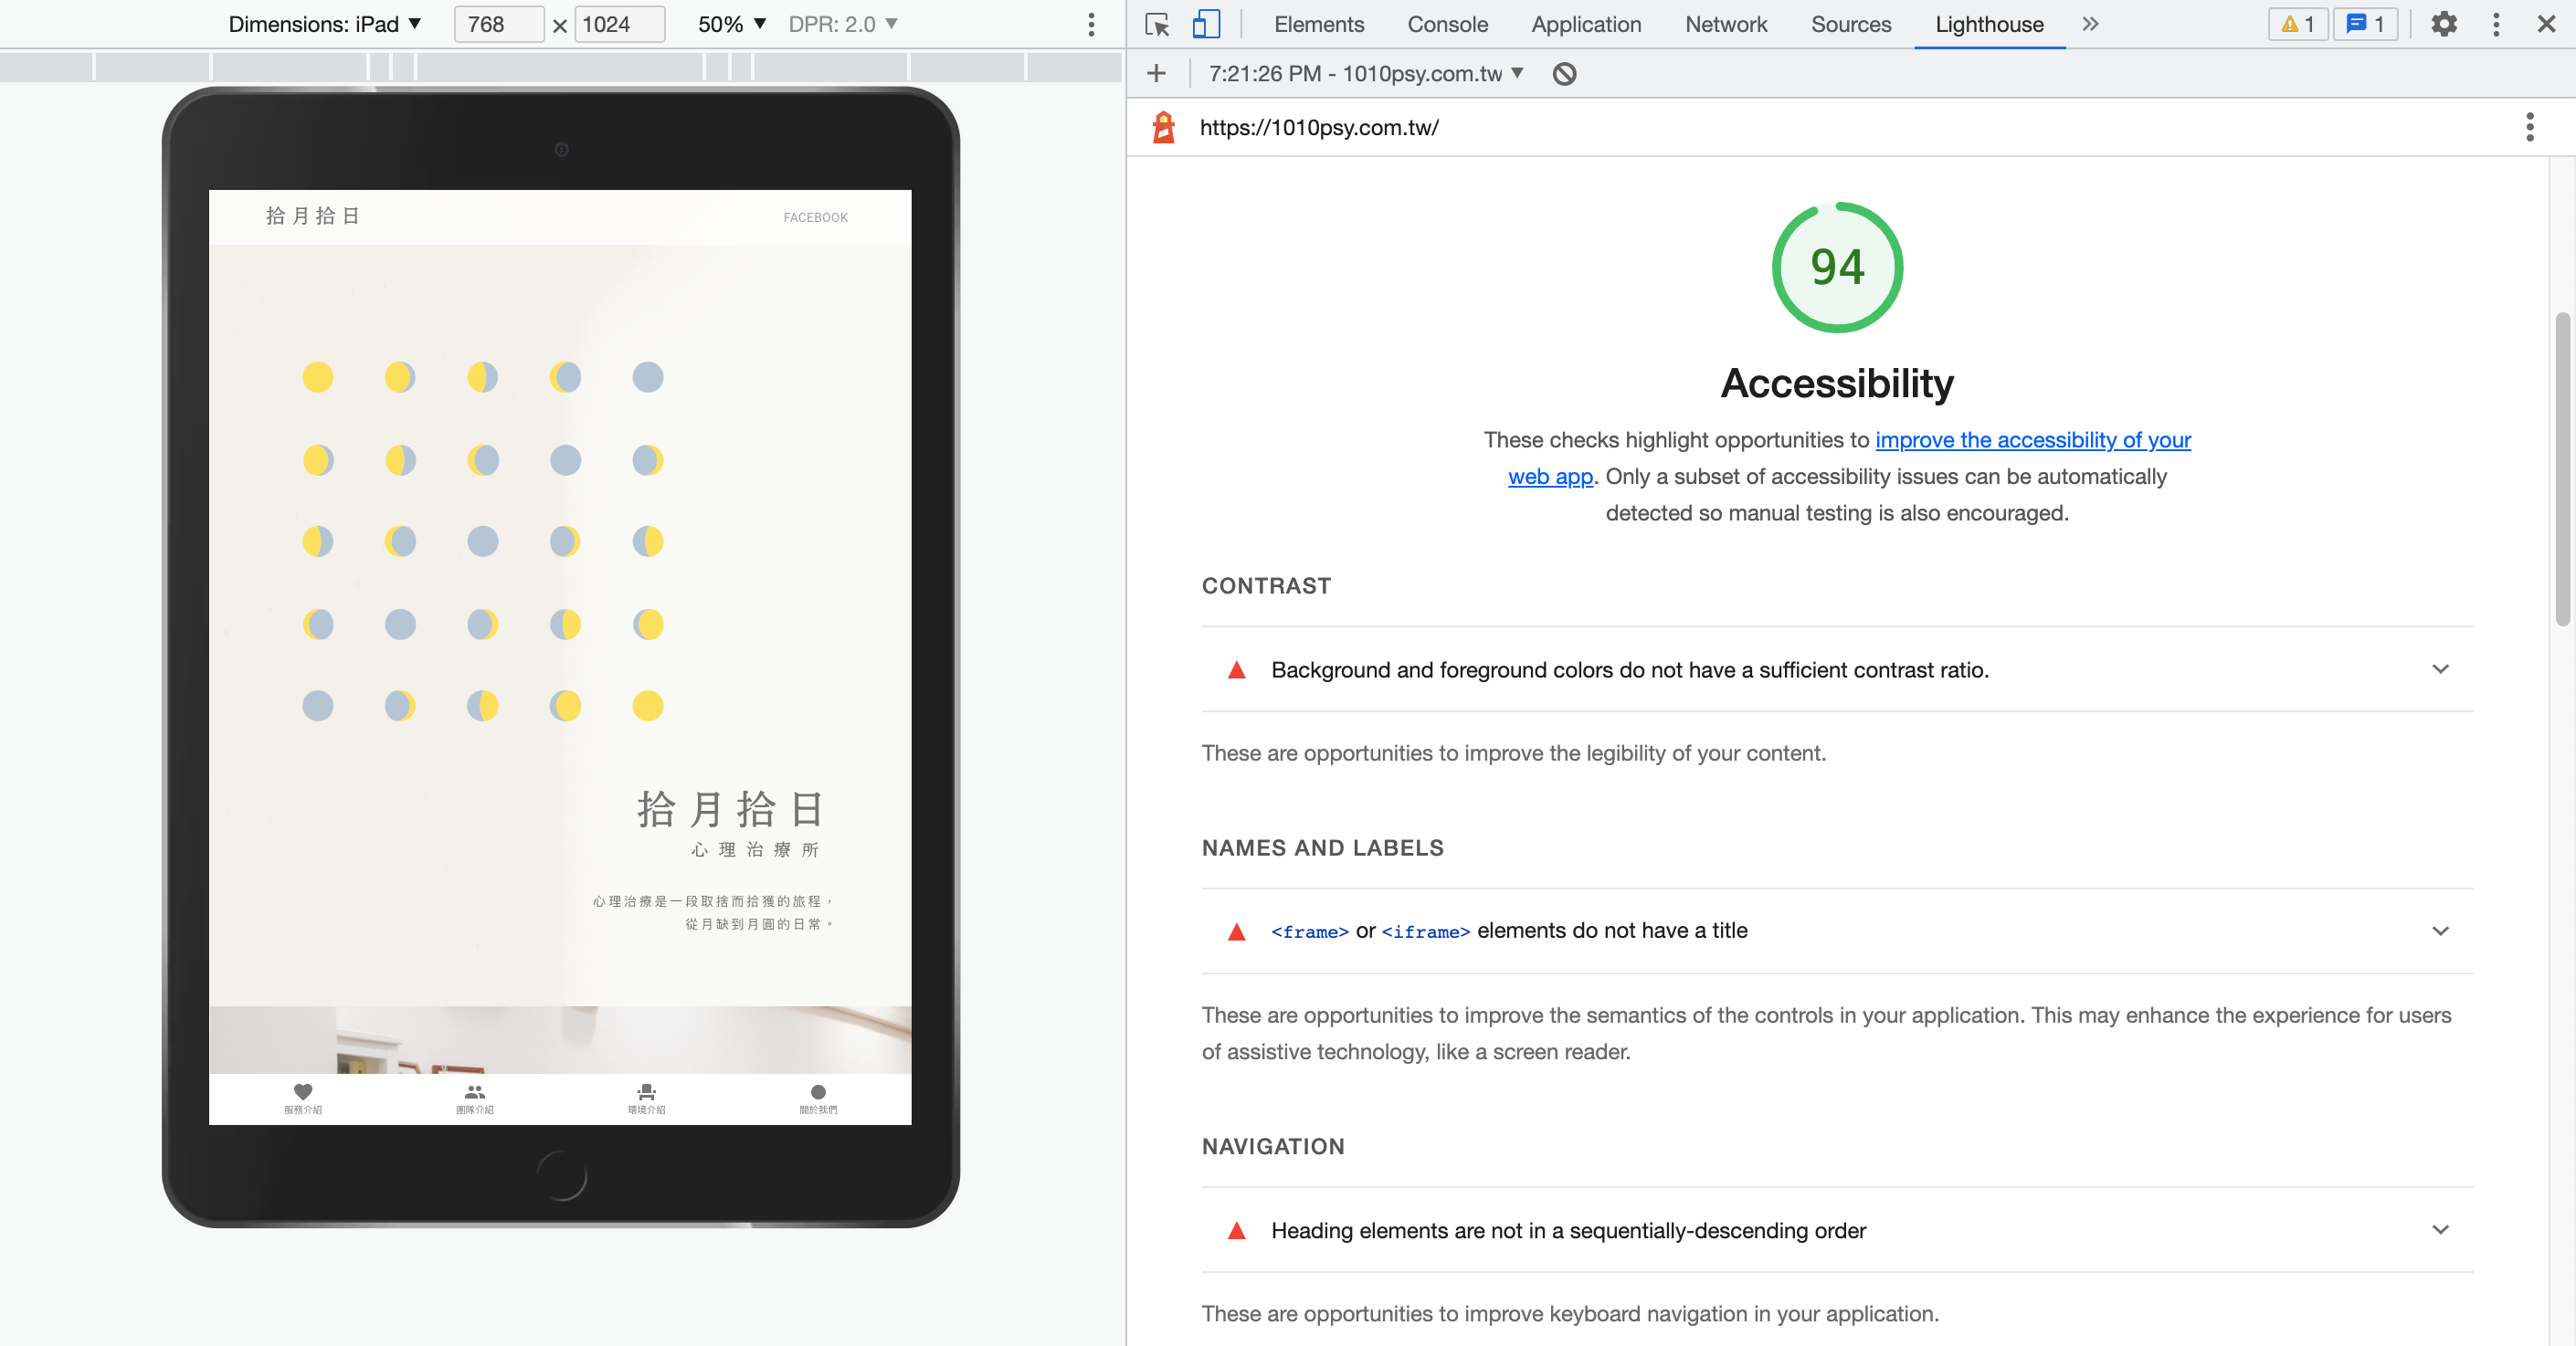 Dimensions: iPad ▼ 768 × 1024 50% ▼ DPR: 2.0 ▼
拾月拾日
FACEBOOK
拾月拾日
心理治療所
心理治療是一段取捨而拾獲的旅程，
從月缺到月圓的日常。
服務介紹 團隊介紹 環境介紹 關於我們
Elements Console Application Network Sources Lighthouse » 1 1
7:21:26 PM - 1010psy.com.tw ▼
https://1010psy.com.tw/
94
Accessibility
These checks highlight opportunities to improve the accessibility of your
web app. Only a subset of accessibility issues can be automatically
detected so manual testing is also encouraged.
CONTRAST
Background and foreground colors do not have a sufficient contrast ratio.
These are opportunities to improve the legibility of your content.
NAMES AND LABELS
<frame> or <iframe> elements do not have a title
These are opportunities to improve the semantics of the controls in your application. This may enhance the experience for users
of assistive technology, like a screen reader.
NAVIGATION
Heading elements are not in a sequentially-descending order
These are opportunities to improve keyboard navigation in your application.